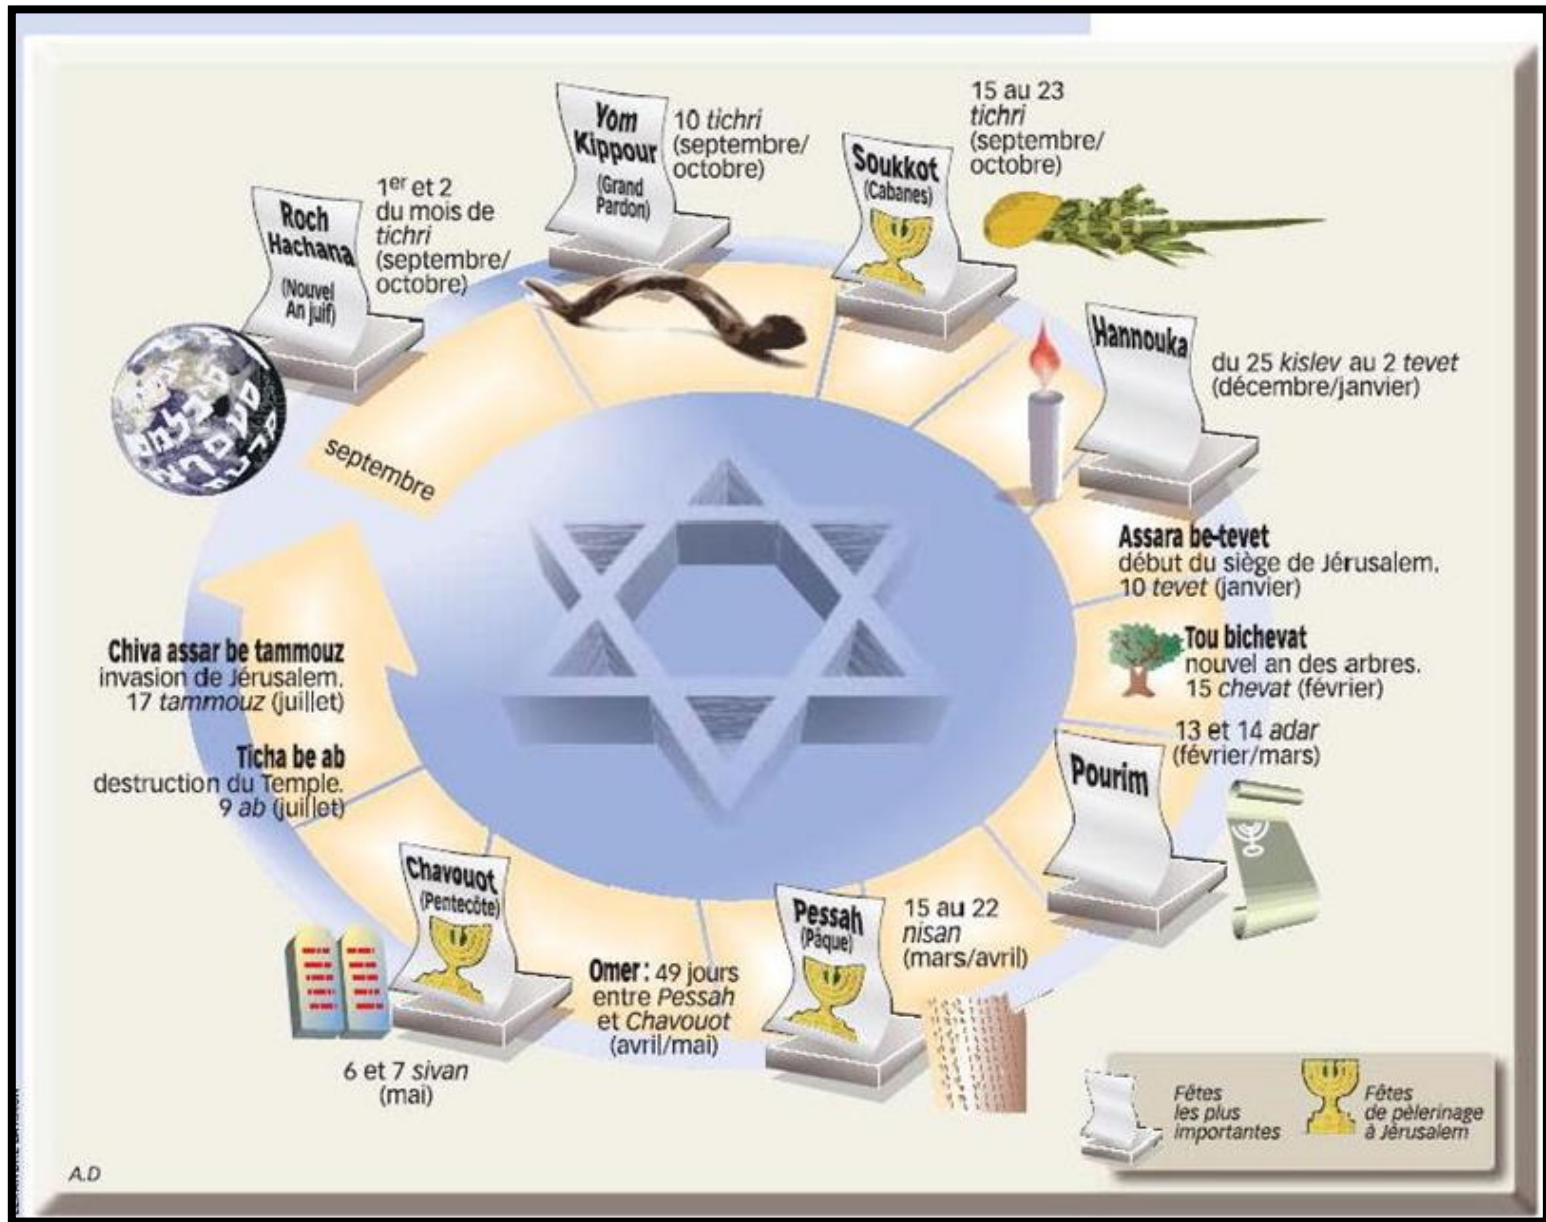 Roch
Hachana
(Nouvel
An juif)
1er et 2
du mois de
tichri
(septembre/
octobre)
Yom
Kippour
(Grand
Pardon)
10 tichri
(septembre/
octobre)
Soukkot
(Cabanes)
15 au 23
tichri
(septembre/
octobre)
Hannouka
du 25 kislev au 2 tevet
(décembre/janvier)
septembre
Assara be-tevet
début du siège de Jérusalem.
10 tevet (janvier)
Tou bichevat
nouvel an des arbres.
15 chevat (février)
13 et 14 adar
(février/mars)
Pourim
Pessah
(Pâque)
15 au 22
nisan
(mars/avril)
Omer : 49 jours
entre Pessah
et Chavouot
(avril/mai)
Chavouot
(Pentecôte)
6 et 7 sivan
(mai)
Ticha be ab
destruction du Temple.
9 ab (juillet)
Chiva assar be tammouz
invasion de Jérusalem.
17 tammouz (juillet)
Fêtes
les plus
importantes
Fêtes
de pèlerinage
à Jérusalem
A.D